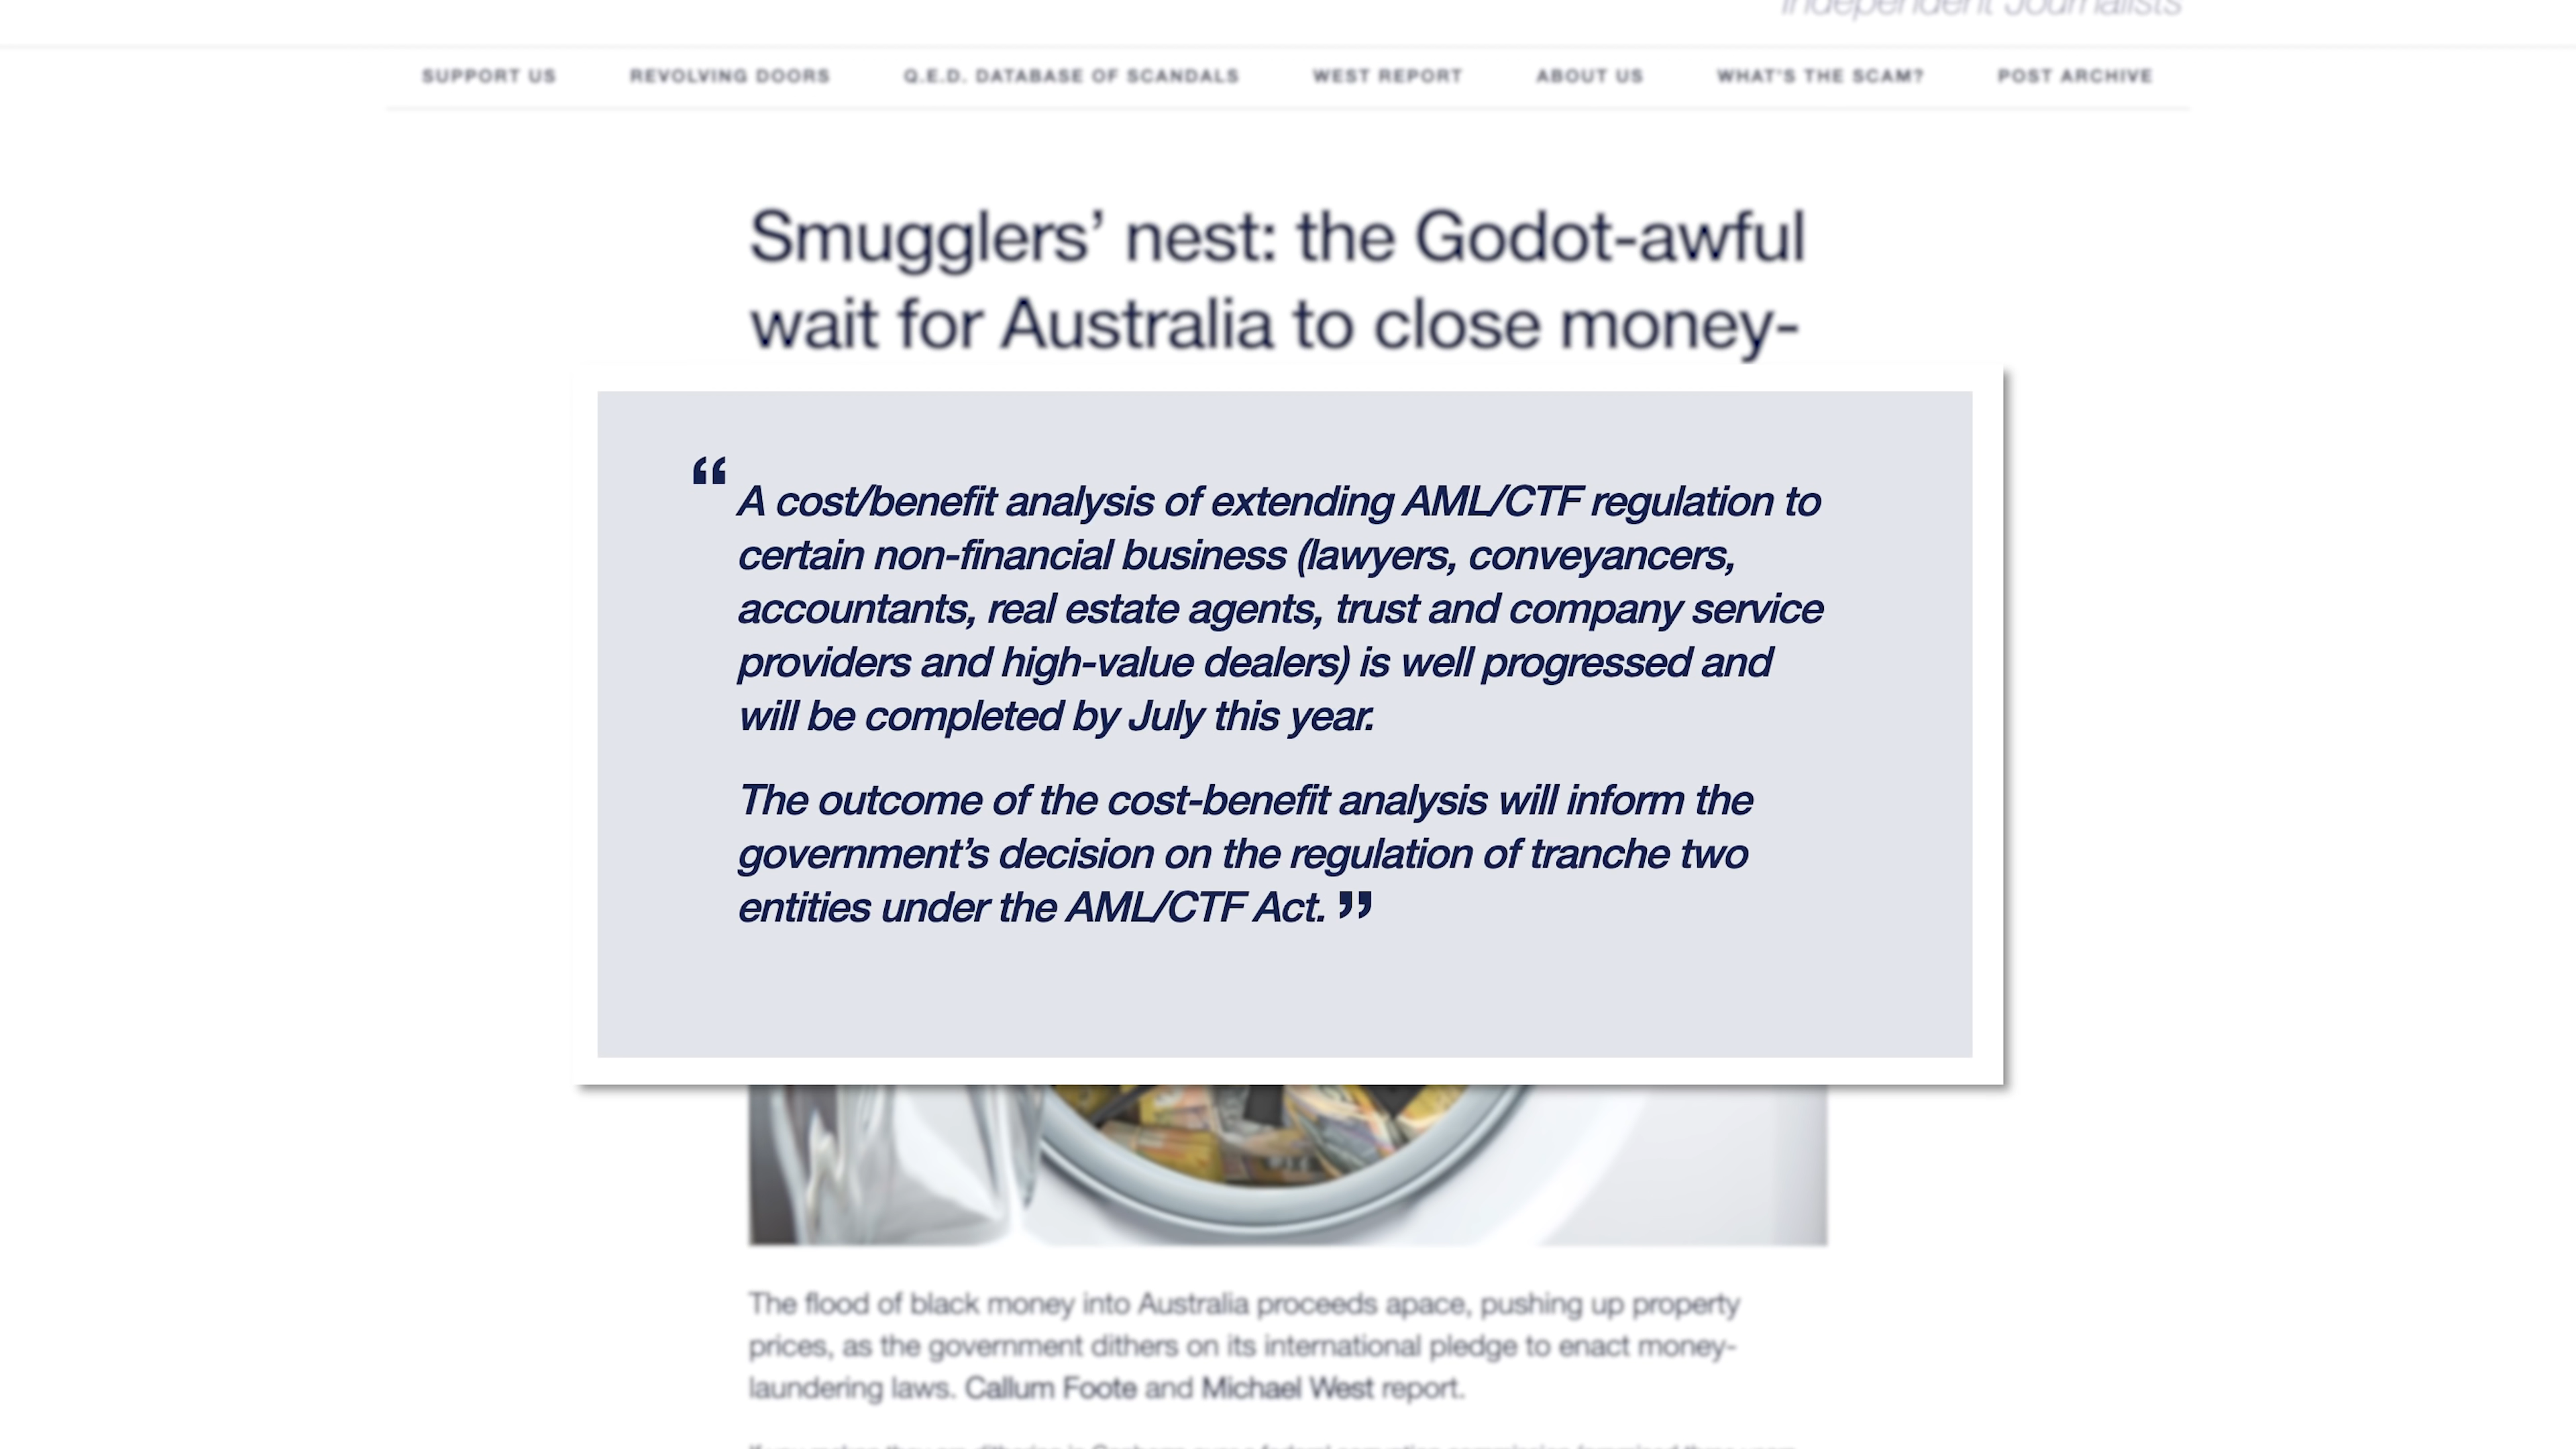 Independent Journalists
SUPPORT US REVOLVING DOORS Q.E.D. DATABASE OF SCANDALS WEST REPORT ABOUT US WHAT'S THE SCAM? POST ARCHIVE
Smugglers’ nest: the Godot-awful
wait for Australia to close money-
“A cost/benefit analysis of extending AML/CTF regulation to
certain non-financial business (lawyers, conveyancers,
accountants, real estate agents, trust and company service
providers and high-value dealers) is well progressed and
will be completed by July this year.
The outcome of the cost-benefit analysis will inform the
government’s decision on the regulation of tranche two
entities under the AML/CTF Act.”
The flood of black money into Australia proceeds apace, pushing up property
prices, as the government dithers on its international pledge to enact money-
laundering laws. Callum Foote and Michael West report.